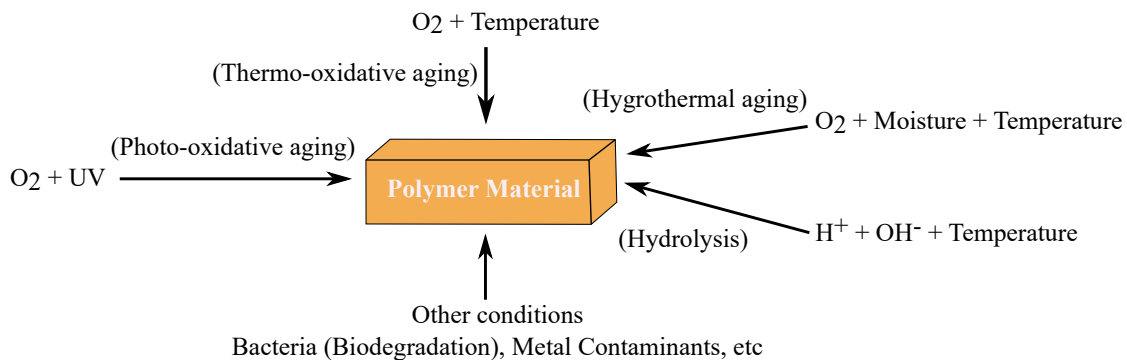 O2 + Temperature
(Thermo-oxidative aging)
(Hygrothermal aging)
O2 + Moisture + Temperature
(Photo-oxidative aging)
O2 + UV
Polymer Material
(Hydrolysis)
H+ + OH- + Temperature
Other conditions
Bacteria (Biodegradation), Metal Contaminants, etc